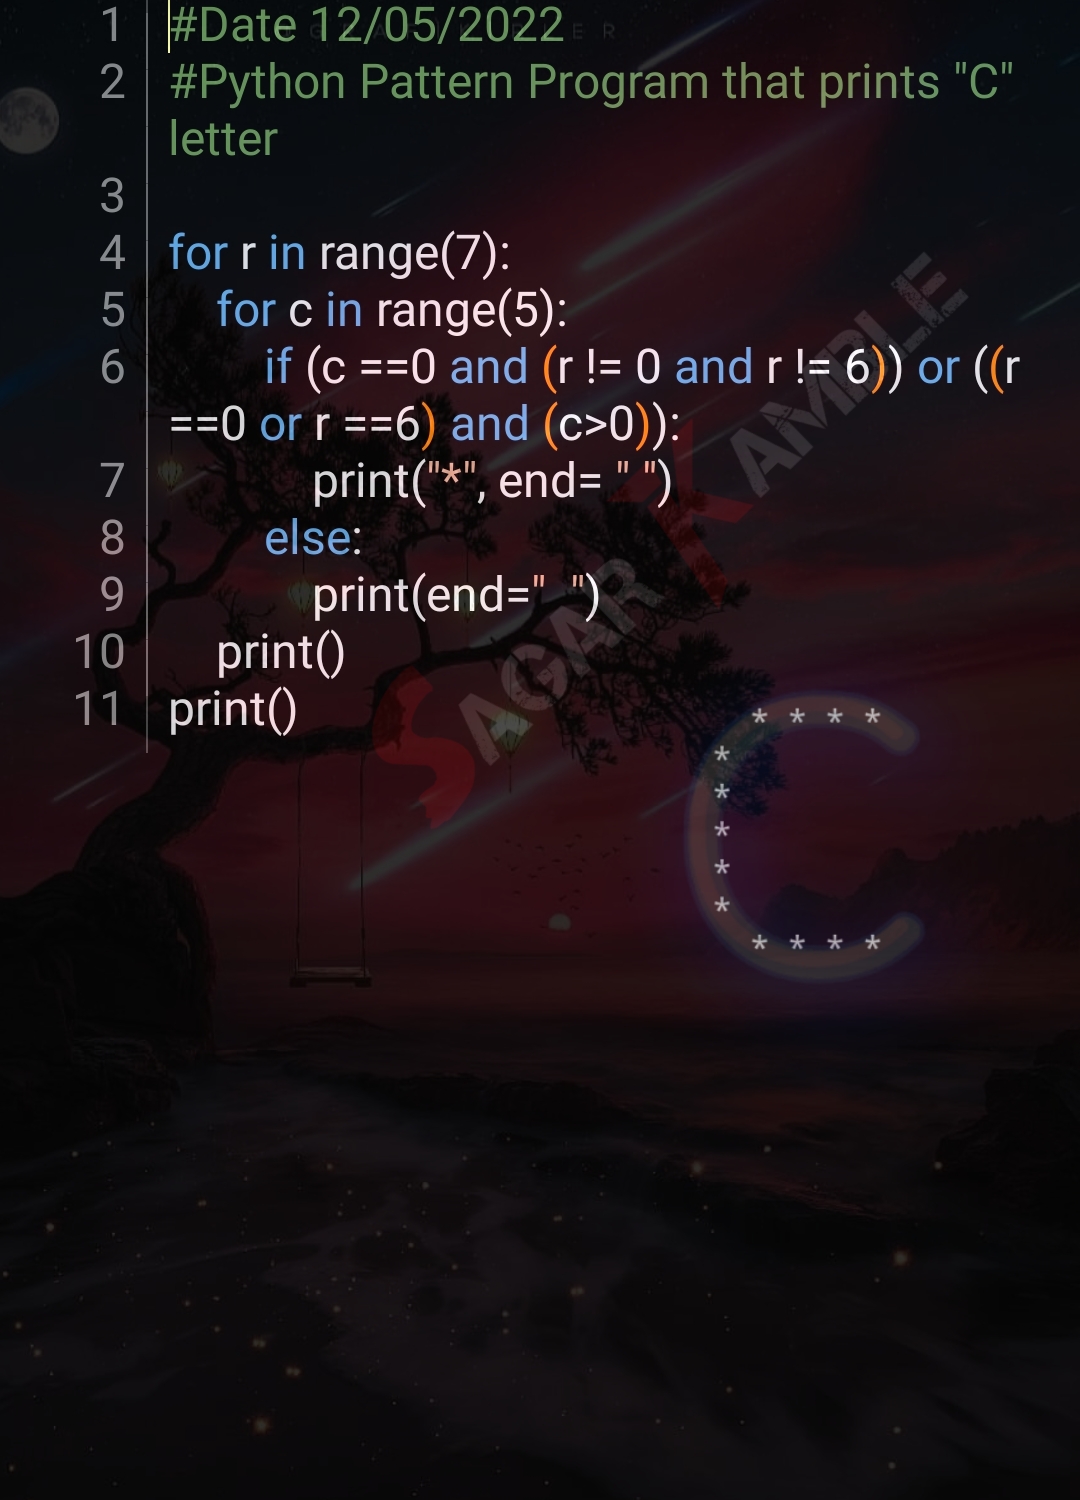 1 #Date 12/05/2022
2 #Python Pattern Program that prints "C"
letter
3
4 for r in range(7):
5 for c in range(5):
6 if (c ==0 and (r != 0 and r != 6)) or ((r
==0 or r ==6) and (c>0)):
7 print("*", end= " ")
8 else:
9 print(end="  ")
10 print()
11 print()
SAGAR KAMBLE
* * * *
*
*
*
*
*
* * * *